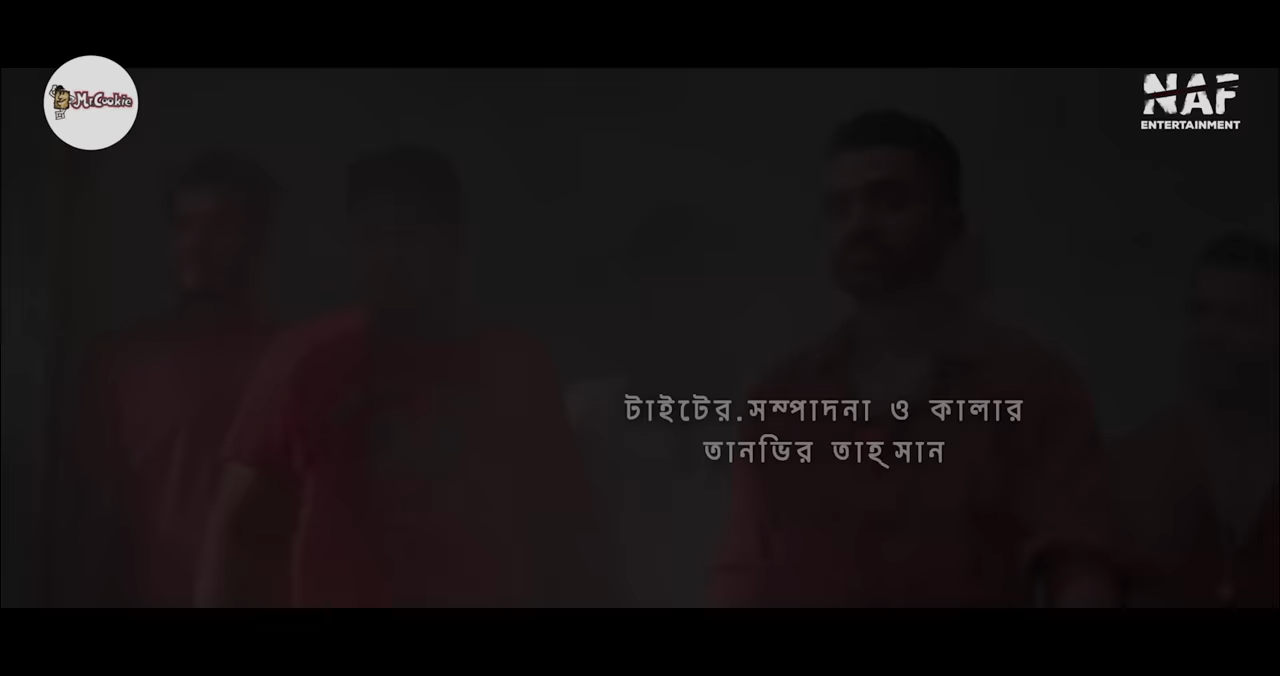 Mr.Cookie
NAF
ENTERTAINMENT
টাইটের.সম্পাদনা ও কালার
তানভির তাহ্ সান